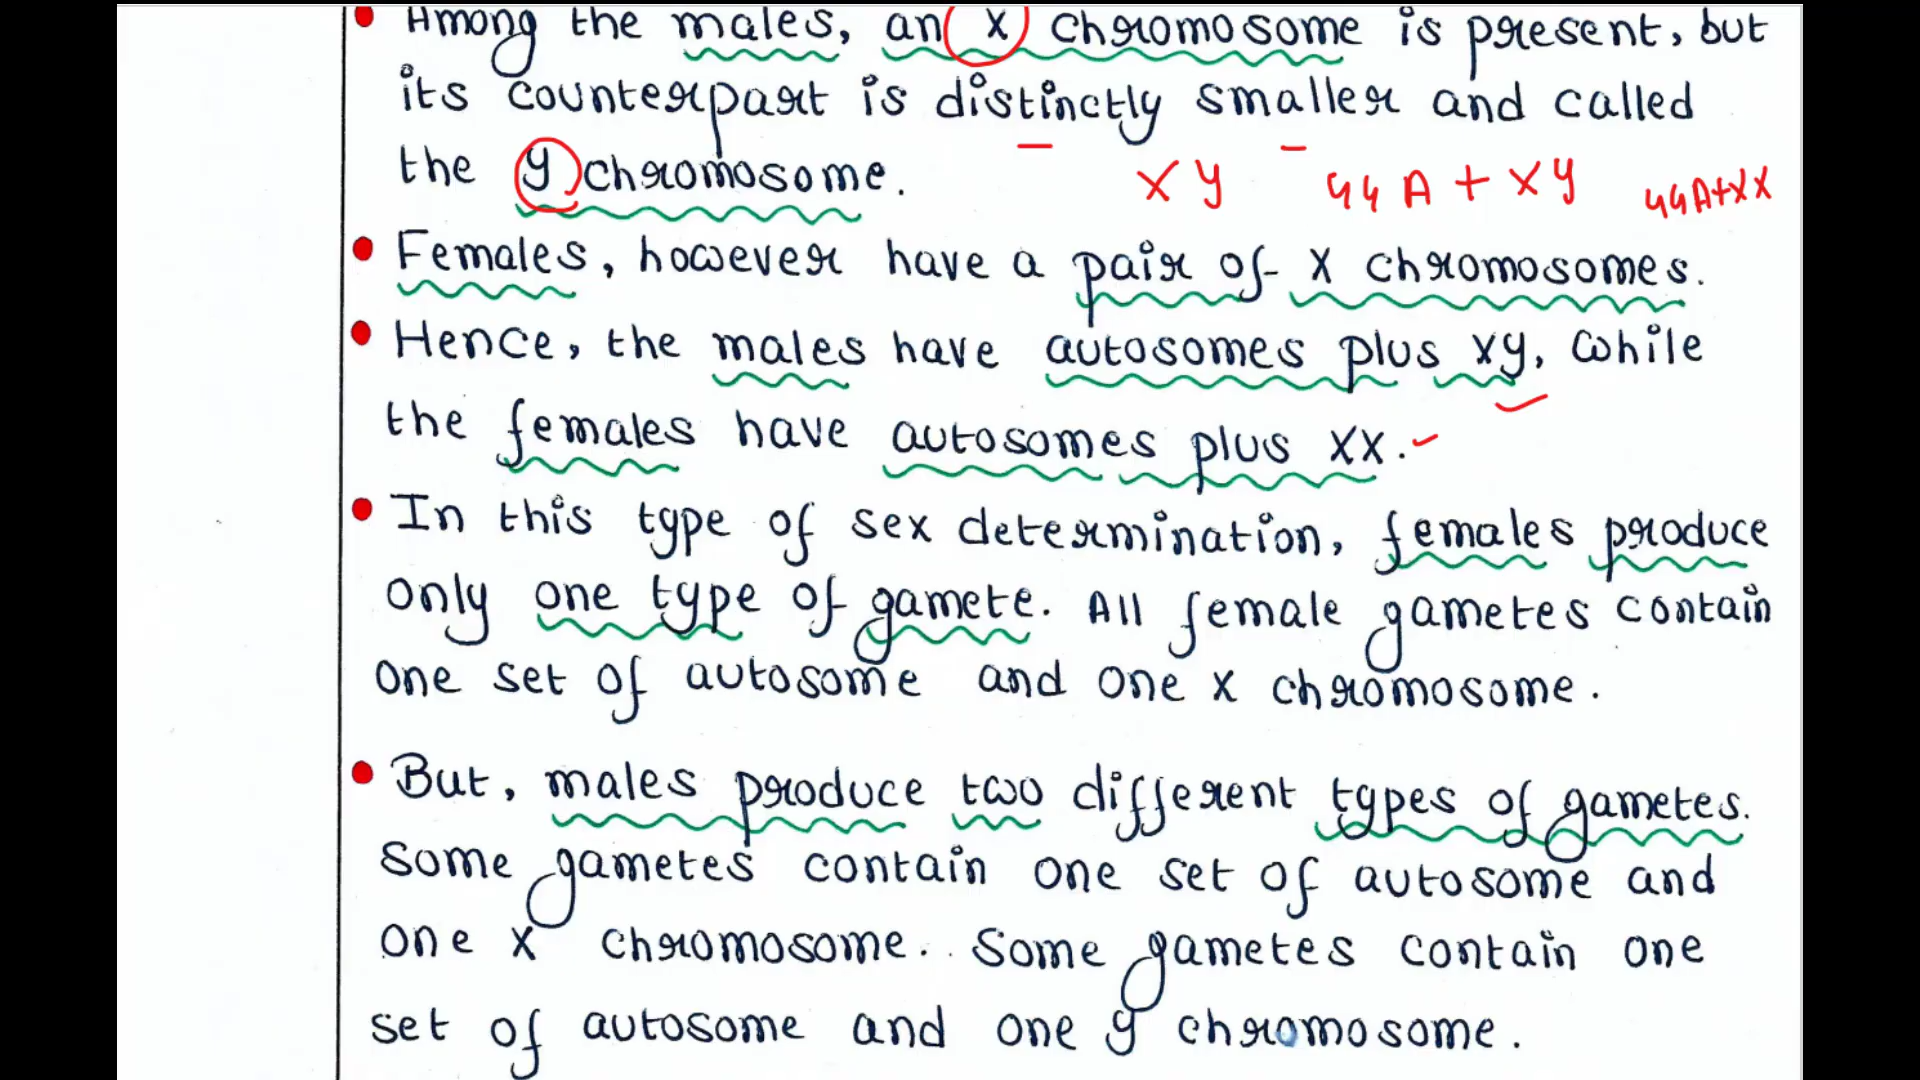 Among the males, an X chromosome is present, but
its counterpart is distinctly smaller and called
the y chromosome.
xy 44A + xy 44A+XX
Females, however have a pair of X chromosomes.
Hence, the males have autosomes plus xy, while
the females have autosomes plus XX.
In this type of sex determination, females produce
only one type of gamete. All female gametes contain
one set of autosome and one X chromosome.
But, males produce two different types of gametes.
Some gametes contain one set of autosome and
one X chromosome. Some gametes contain one
set of autosome and one y chromosome.